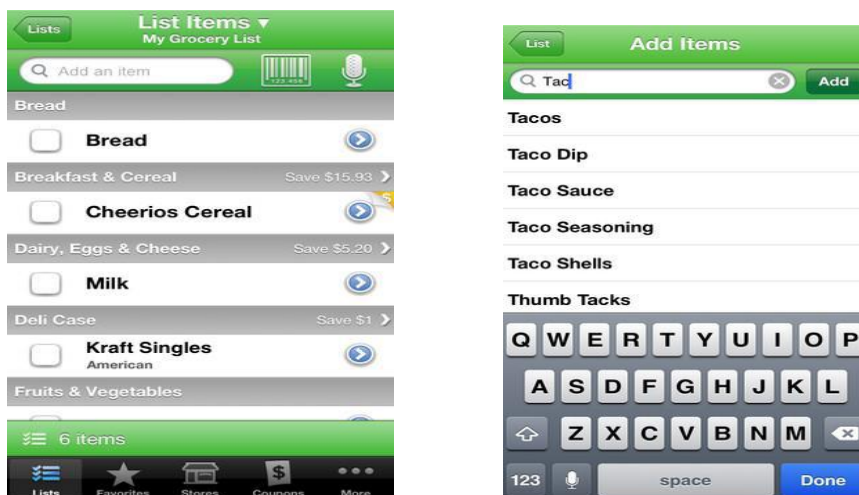 Lists
List Items ▼
My Grocery List
Add an item
123 456
Bread
Bread
Breakfast & Cereal Save $15.93
Cheerios Cereal
$
Dairy, Eggs & Cheese Save $5.20
Milk
Deli Case Save $1
Kraft Singles
American
Fruits & Vegetables
6 items
$
Lists Favorites Stores Coupons More
List Add Items
Tac Add
Tacos
Taco Dip
Taco Sauce
Taco Seasoning
Taco Shells
Thumb Tacks
Q W E R T Y U I O P
A S D F G H J K L
Z X C V B N M
123 space Done